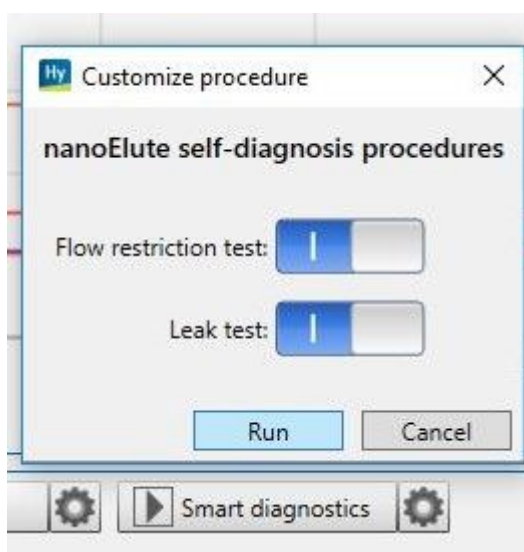 Hy Customize procedure
nanoElute self-diagnosis procedures
Flow restriction test:
Leak test:
Run Cancel
Smart diagnostics